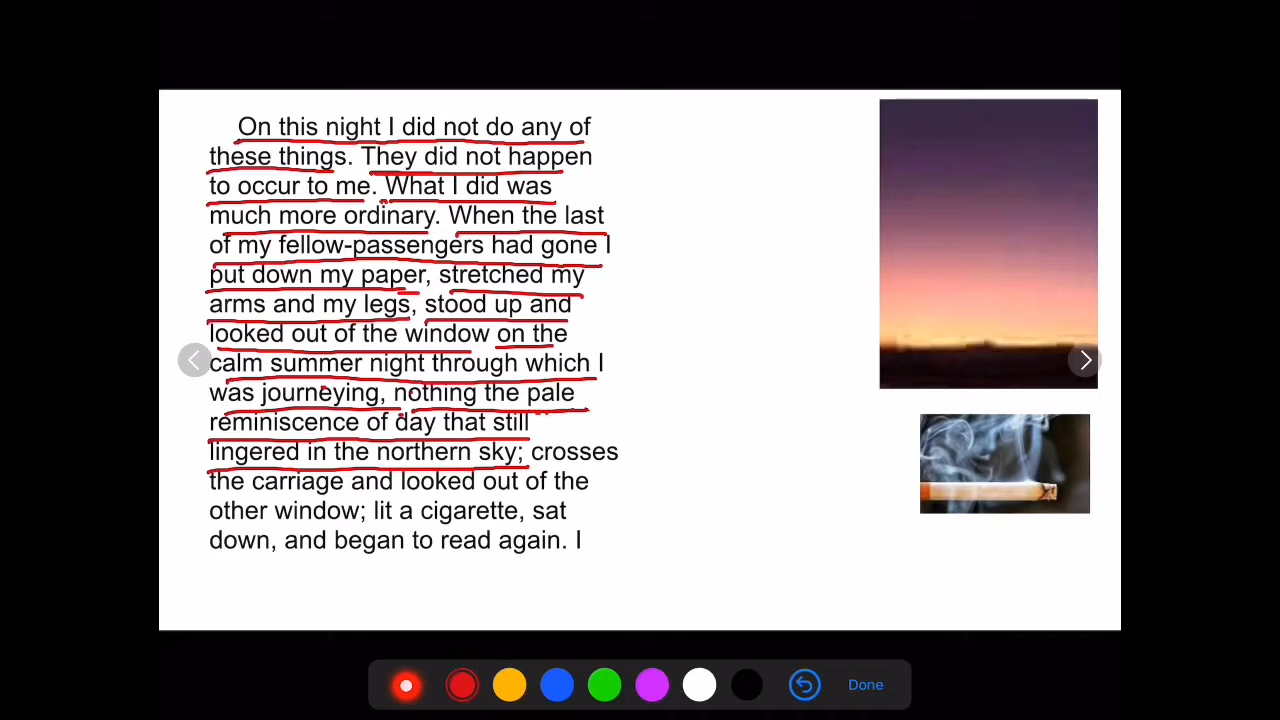 On this night I did not do any of
these things. They did not happen
to occur to me. What I did was
much more ordinary. When the last
of my fellow-passengers had gone I
put down my paper, stretched my
arms and my legs, stood up and
looked out of the window on the
calm summer night through which I
was journeying, nothing the pale
reminiscence of day that still
lingered in the northern sky; crosses
the carriage and looked out of the
other window; lit a cigarette, sat
down, and began to read again. I
Done